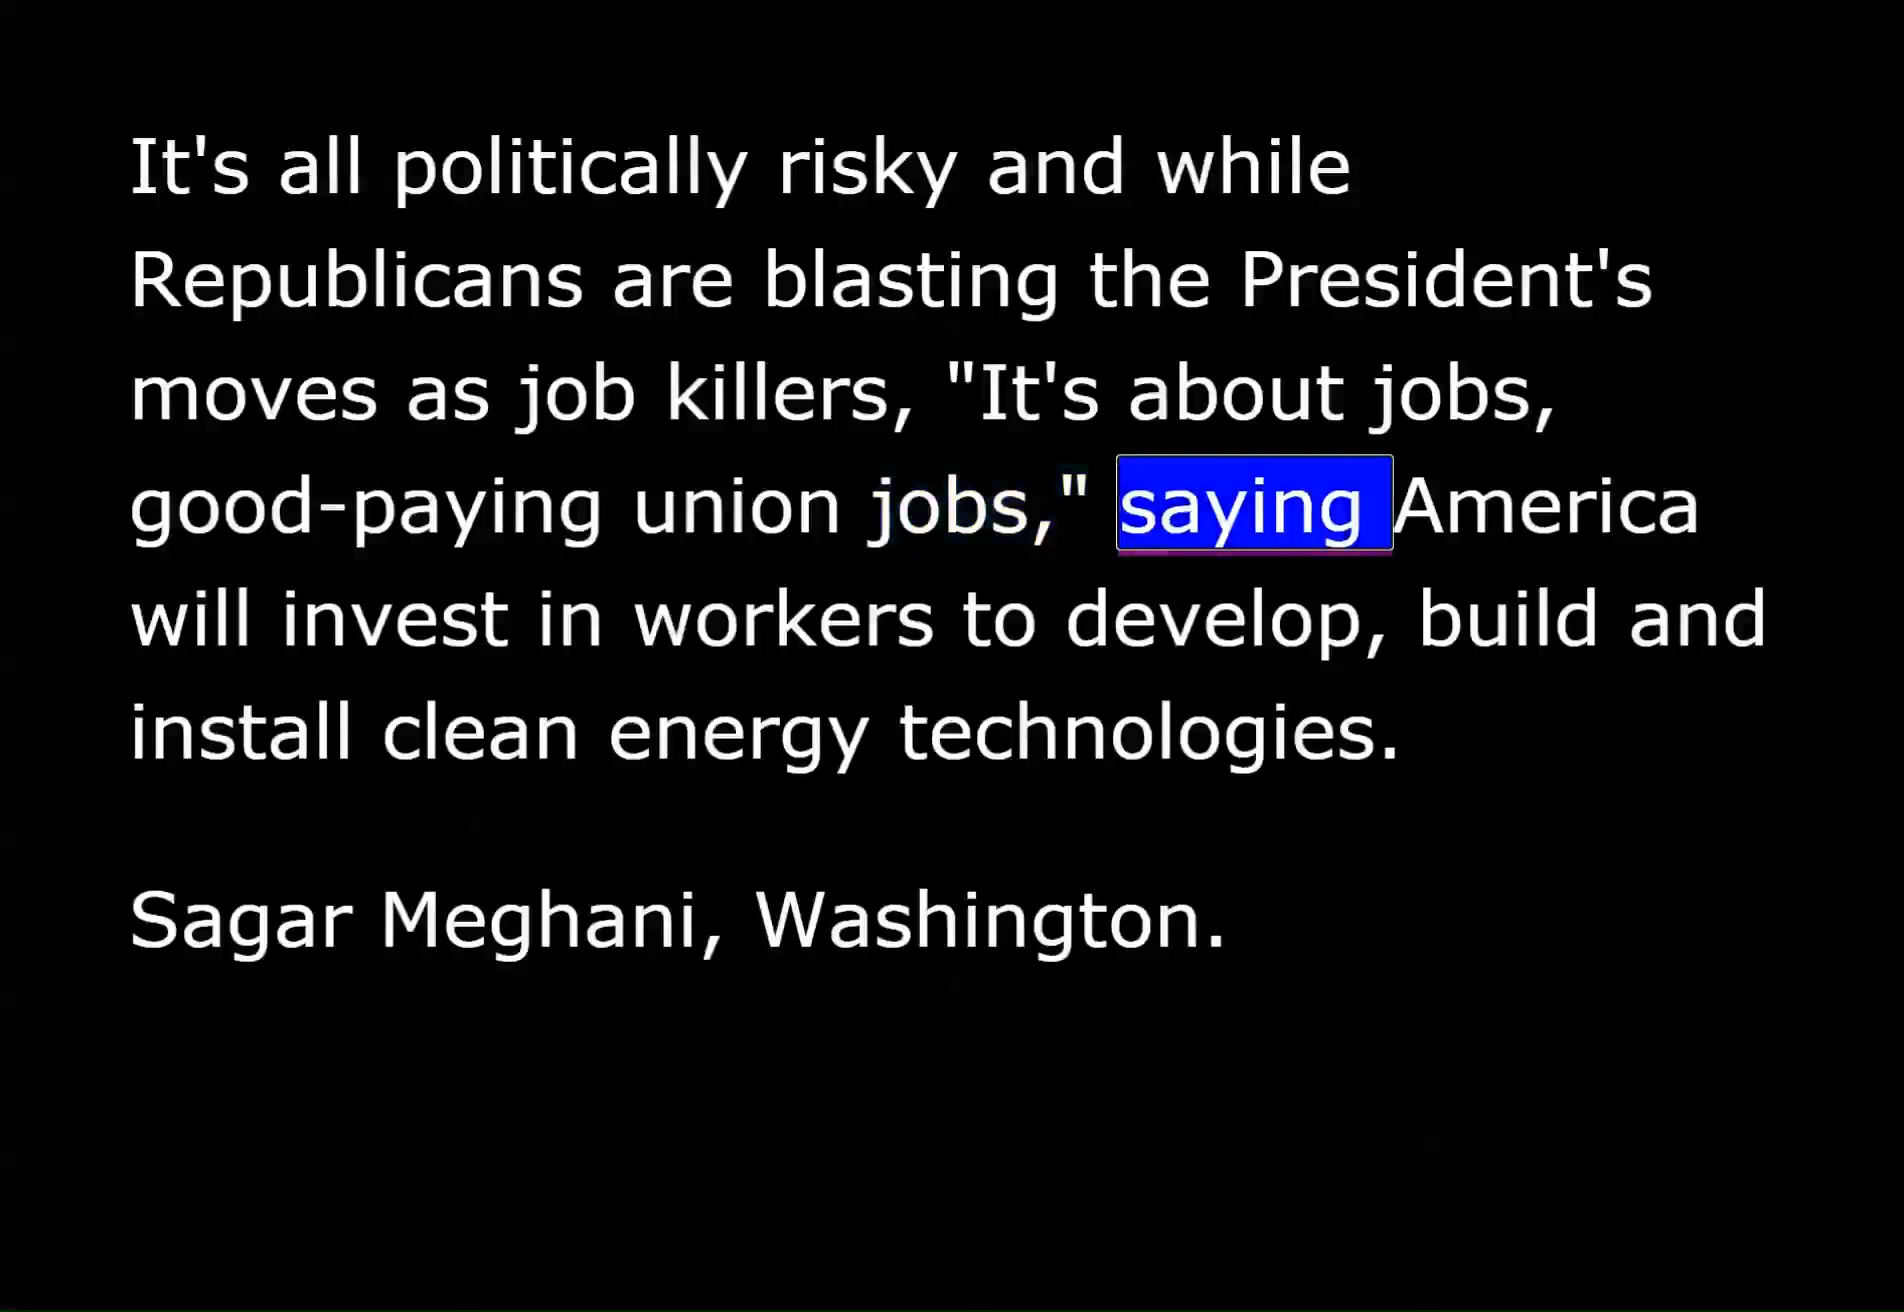 It's all politically risky and while
Republicans are blasting the President's
moves as job killers, "It's about jobs,
good-paying union jobs," saying America
will invest in workers to develop, build and
install clean energy technologies.
Sagar Meghani, Washington.